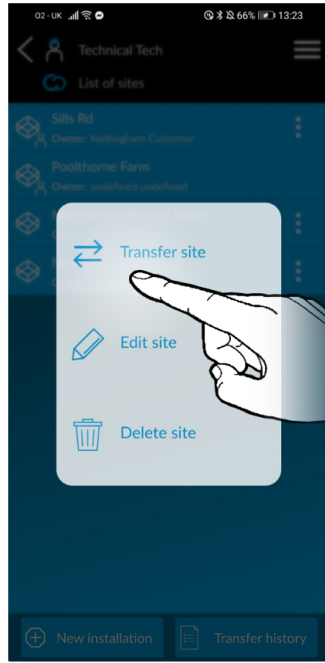 O2 - UK 66% 13:23
Technical Tech
List of sites
Sills Rd
Owner: Nottingham Customer
Poolthorne Farm
Owner: undefined undefined
Transfer site
Edit site
Delete site
New installation Transfer history